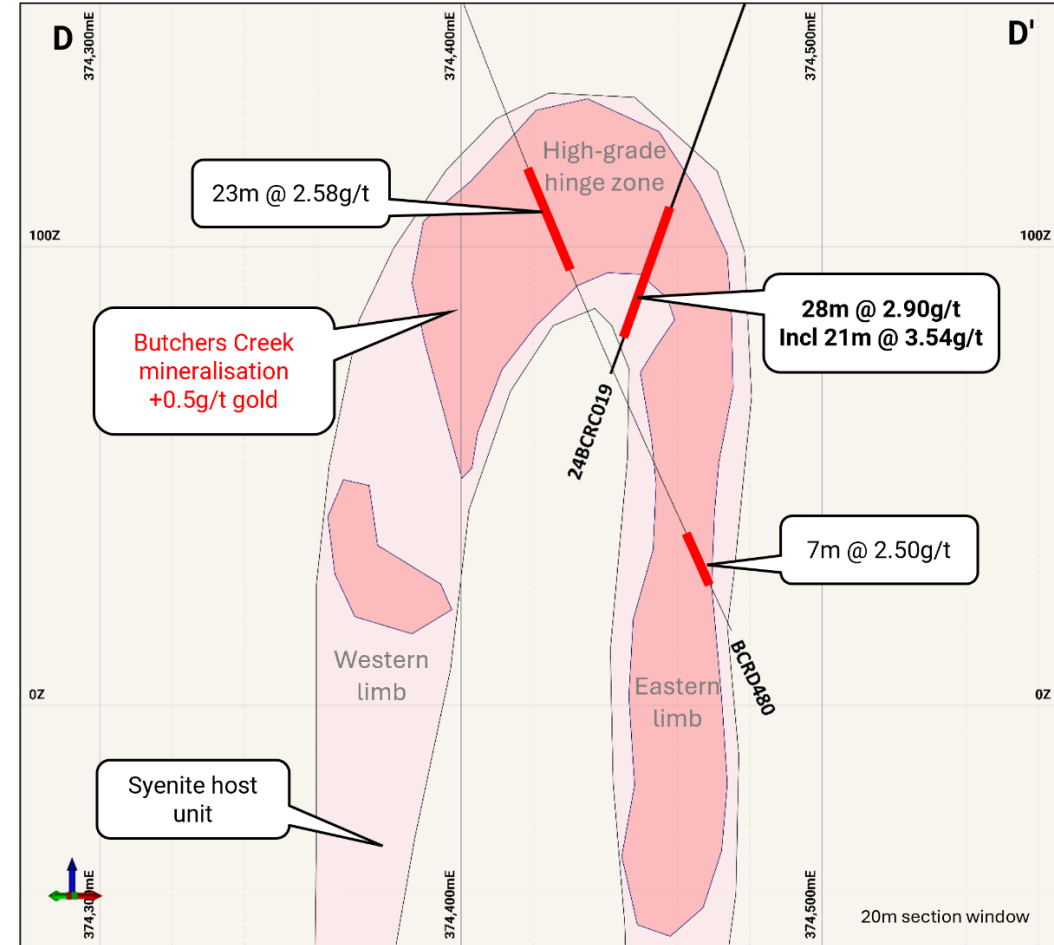 D
374,300mE
374,400mE
374,500mE
D'
High-grade
hinge zone
23m @ 2.58g/t
100Z
100Z
28m @ 2.90g/t
Incl 21m @ 3.54g/t
Butchers Creek
mineralisation
+0.5g/t gold
24BCRC019
7m @ 2.50g/t
Western
limb
BCRD480
Eastern
limb
0Z
0Z
Syenite host
unit
374,300mE
374,400mE
374,500mE
20m section window